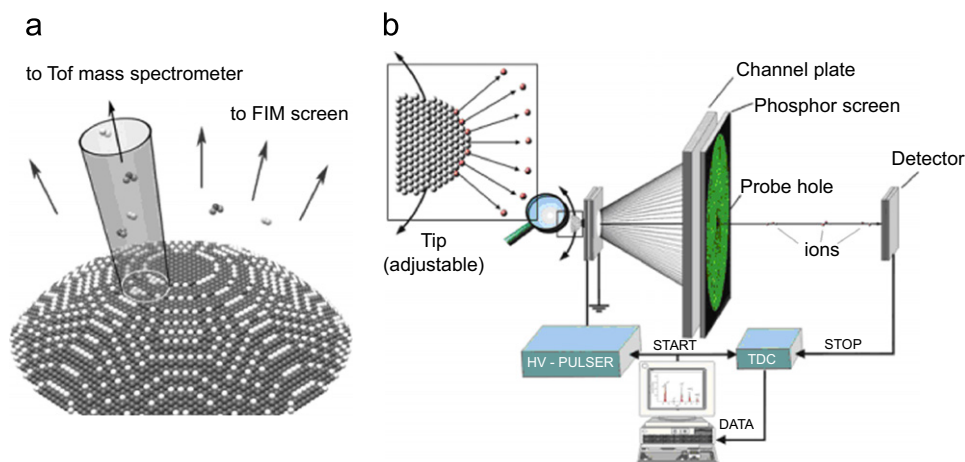 a
to Tof mass spectrometer
to FIM screen
b
Channel plate
Phosphor screen
Detector
Probe hole
Tip
(adjustable)
ions
HV - PULSER
START
TDC
STOP
DATA